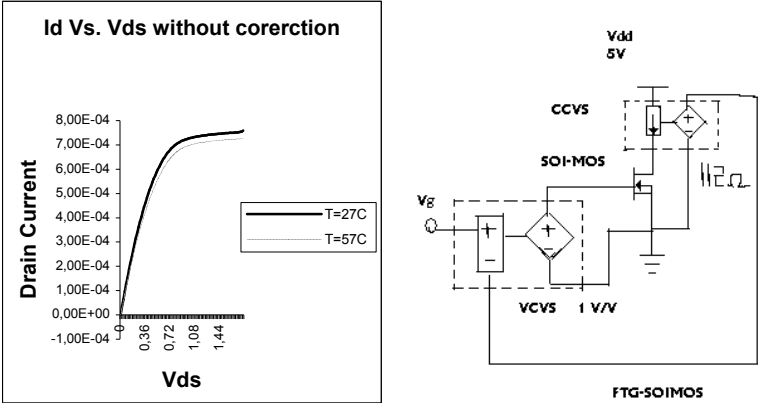 Id Vs. Vds without corerction
8,00E-04
7,00E-04
6,00E-04
5,00E-04
4,00E-04
3,00E-04
2,00E-04
1,00E-04
0,00E+00
-1,00E-04
Drain Current
0
0,36
0,72
1,08
1,44
Vds
T=27C
T=57C
Vdd
5V
CCVS
SOI-MOS
112Ω
Vg
VCVS 1 V/V
FTG-SOIMOS